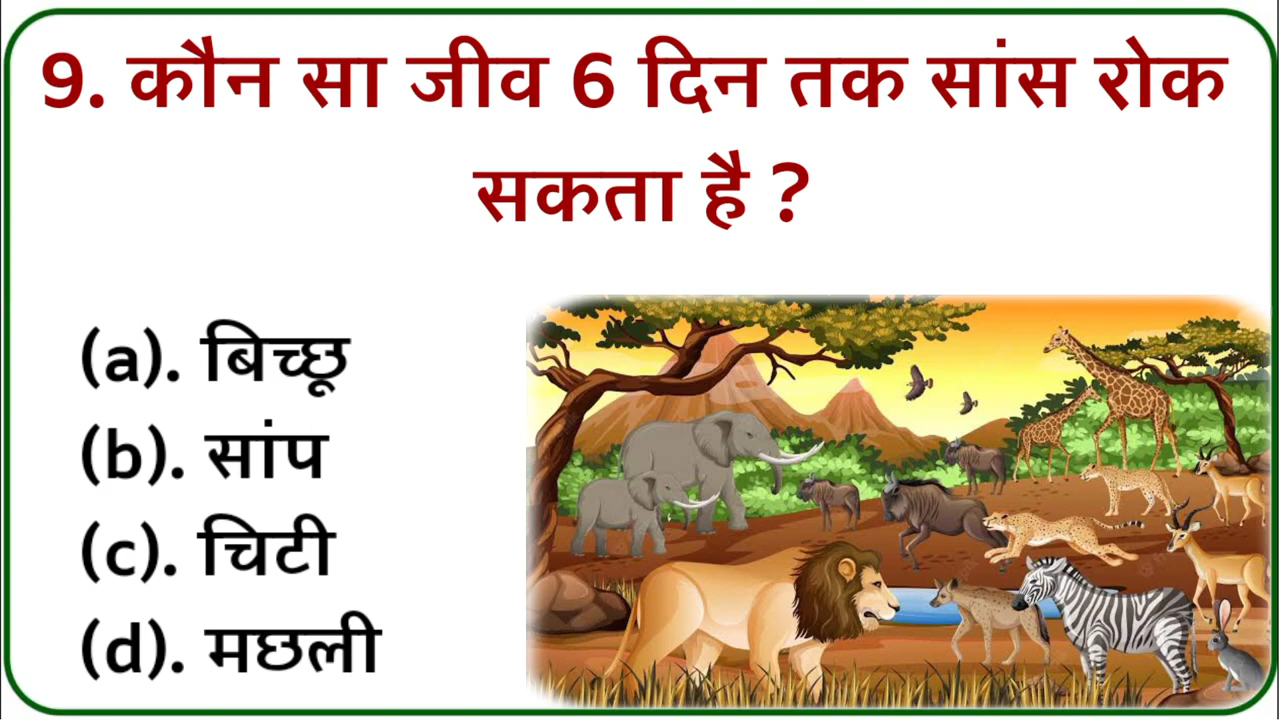 9. कौन सा जीव 6 दिन तक सांस रोक
सकता है ?
(a). बिच्छू
(b). सांप
(c). चिटी
(d). मछली